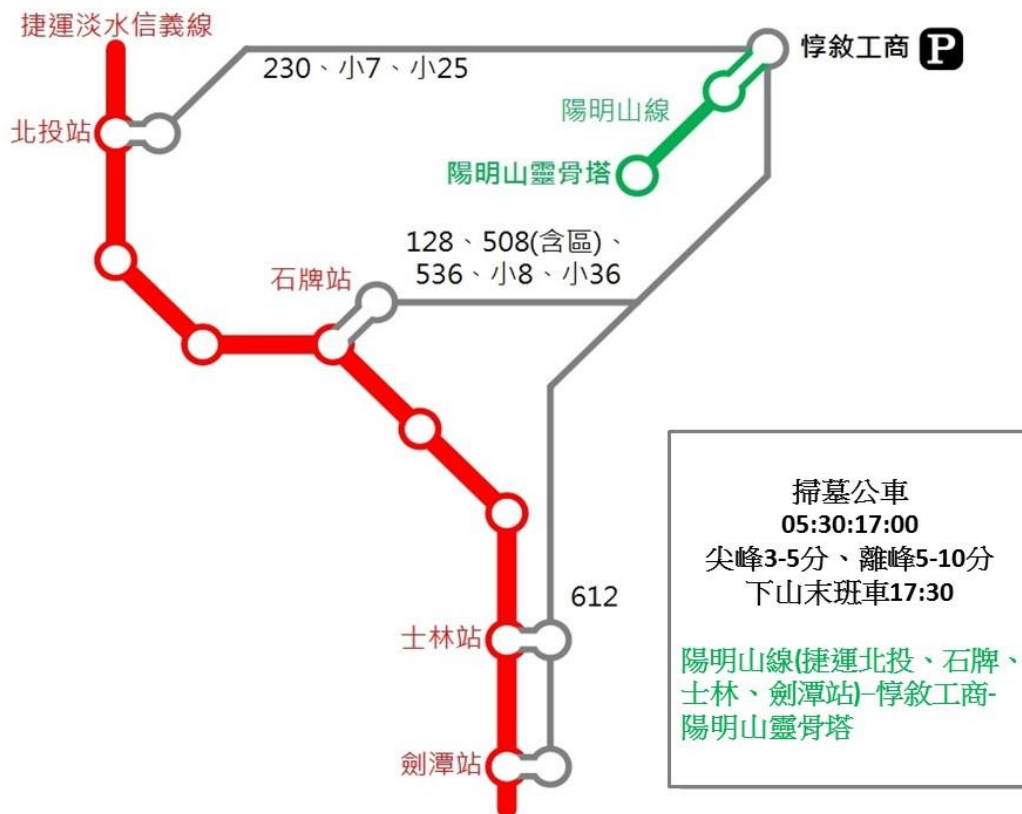 捷運淡水信義線
惇敘工商 P
230、小7、小25
陽明山線
北投站
陽明山靈骨塔
128、508(含區)、
536、小8、小36
石牌站
掃墓公車
05:30:17:00
尖峰3-5分、離峰5-10分
下山末班車17:30
612
士林站
陽明山線(捷運北投、石牌、
士林、劍潭站)–惇敘工商-
陽明山靈骨塔
劍潭站